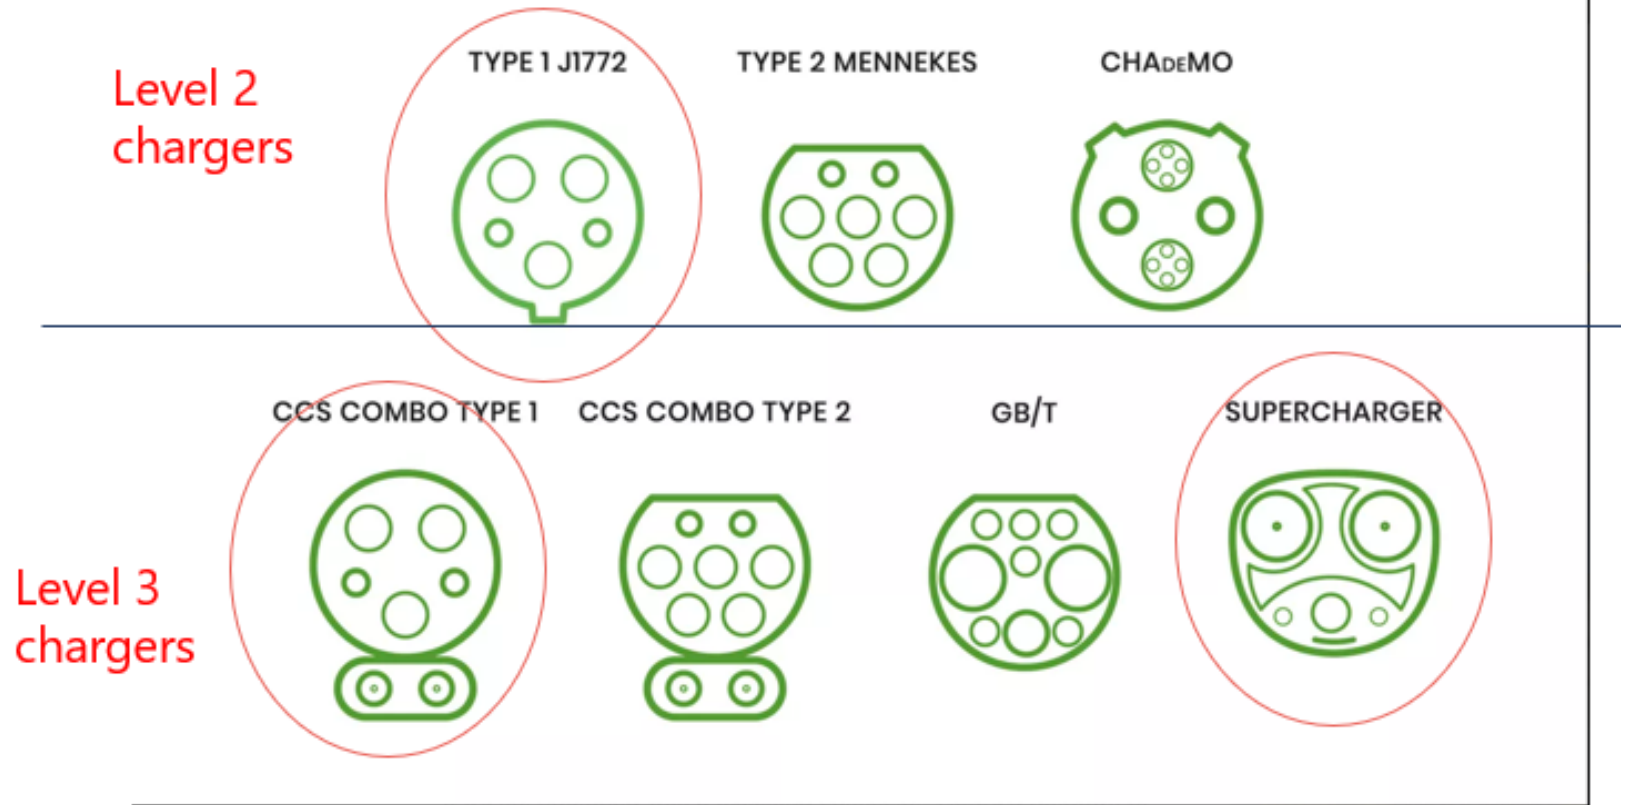 Level 2
chargers
TYPE 1 J1772
TYPE 2 MENNEKES
CHADEMO
Level 3
chargers
CCS COMBO TYPE 1
CCS COMBO TYPE 2
GB/T
SUPERCHARGER